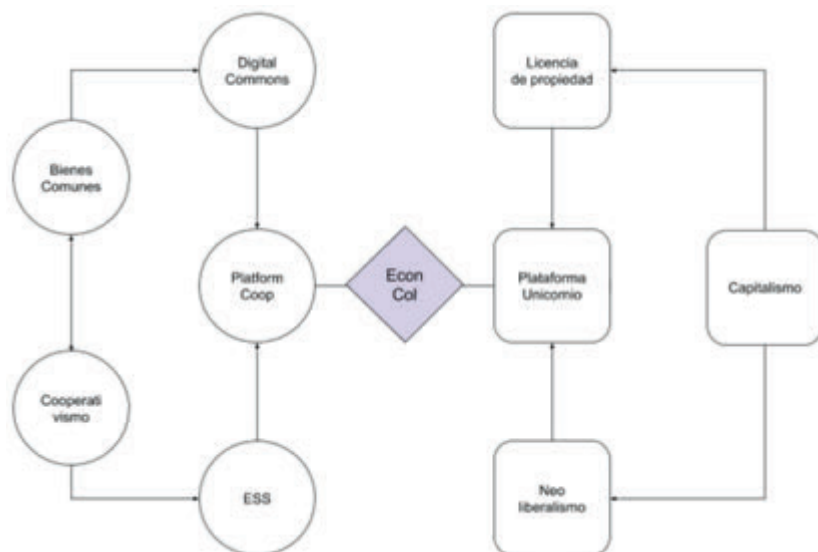 Digital
Commons
Licencia
de propiedad
Bienes
Comunes
Platform
Coop
Econ
Col
Plataforma
Unicornio
Capitalismo
Cooperati
vismo
ESS
Neo
liberalismo